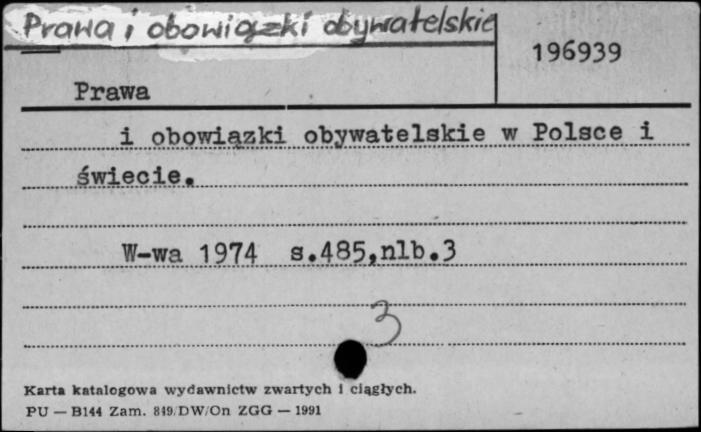 Prawa i obowiązki obywatelskie
196939
Prawa
i obowiązki obywatelskie w Polsce i
świecie.
W-wa 1974 s.485,nlb.3
3
Karta katalogowa wydawnictw zwartych i ciągłych.
PU — B144 Zam. 849/DW/On ZGG — 1991